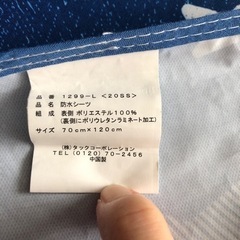 品番 1299-L <20SS>
品名 防水シーツ
組成 表側 ポリエステル100%
(裏側にポリウレタンラミネート加工)
サイズ 70cm×120cm
(株)タックコーポレーション
TEL (0120) 70-2456
中国製